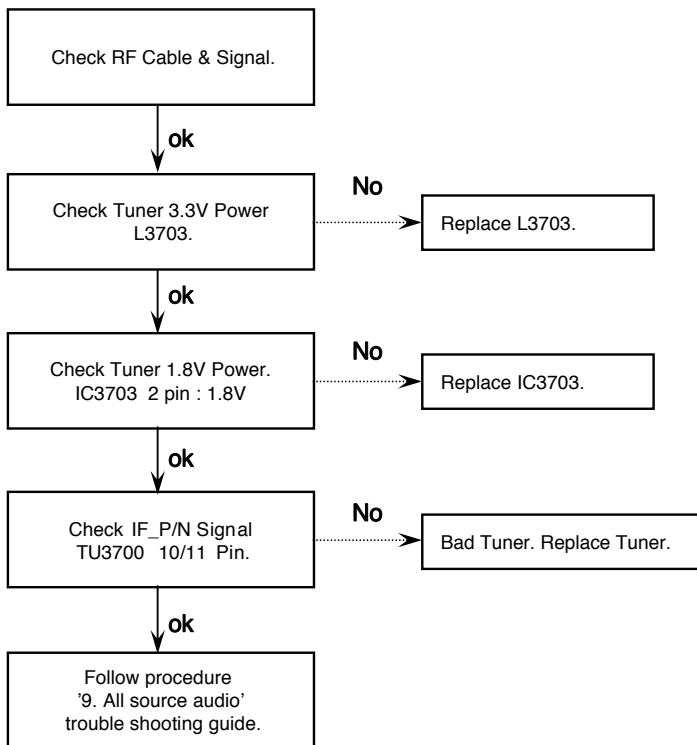 Check RF Cable & Signal.
ok
Check Tuner 3.3V Power
L3703.
No
Replace L3703.
ok
Check Tuner 1.8V Power.
IC3703 2 pin : 1.8V
No
Replace IC3703.
ok
Check IF_P/N Signal
TU3700 10/11 Pin.
No
Bad Tuner. Replace Tuner.
ok
Follow procedure
’9. All source audio’
trouble shooting guide.